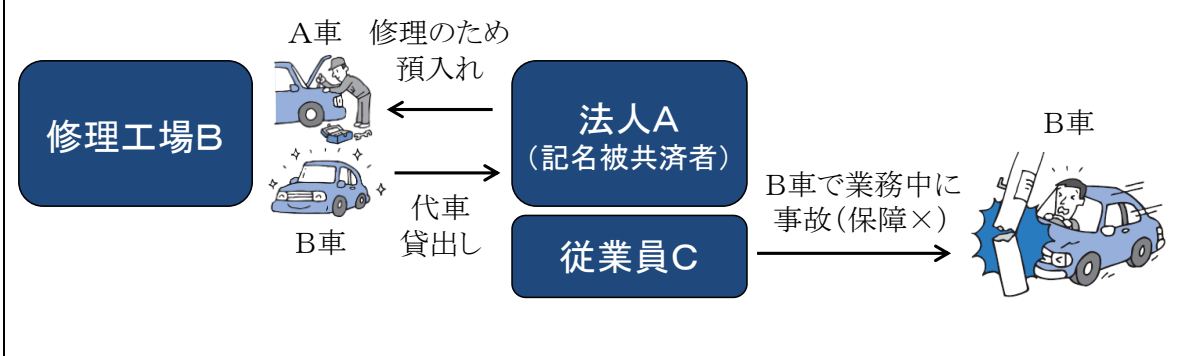 A車
修理のため
預入れ
修理工場B
法人A
(記名被共済者)
B車
代車
貸出し
従業員C
B車で業務中に
事故(保障×)
B車